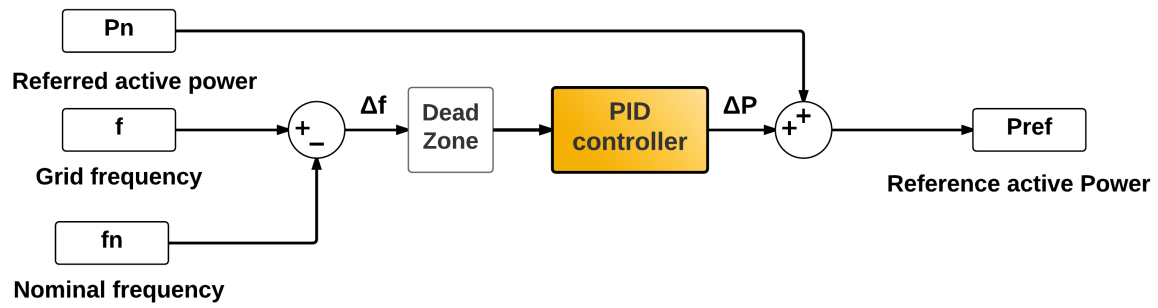 Pn
Referred active power
f
Grid frequency
fn
Nominal frequency
+
−
Δf
Dead
Zone
PID
controller
ΔP
+
+
Pref
Reference active Power